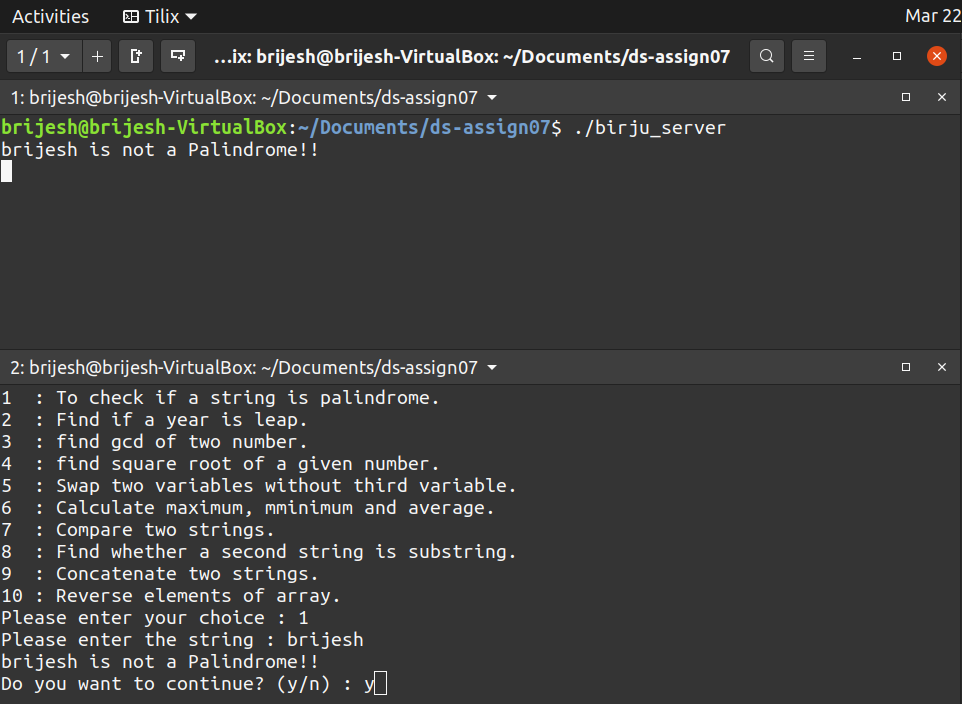 Activities Tilix Mar 22
1 / 1 …ix: brijesh@brijesh-VirtualBox: ~/Documents/ds-assign07
1: brijesh@brijesh-VirtualBox: ~/Documents/ds-assign07
brijesh@brijesh-VirtualBox:~/Documents/ds-assign07$ ./birju_server
brijesh is not a Palindrome!!
2: brijesh@brijesh-VirtualBox: ~/Documents/ds-assign07
1  : To check if a string is palindrome.
2  : Find if a year is leap.
3  : find gcd of two number.
4  : find square root of a given number.
5  : Swap two variables without third variable.
6  : Calculate maximum, mminimum and average.
7  : Compare two strings.
8  : Find whether a second string is substring.
9  : Concatenate two strings.
10 : Reverse elements of array.
Please enter your choice : 1
Please enter the string : brijesh
brijesh is not a Palindrome!!
Do you want to continue? (y/n) : y